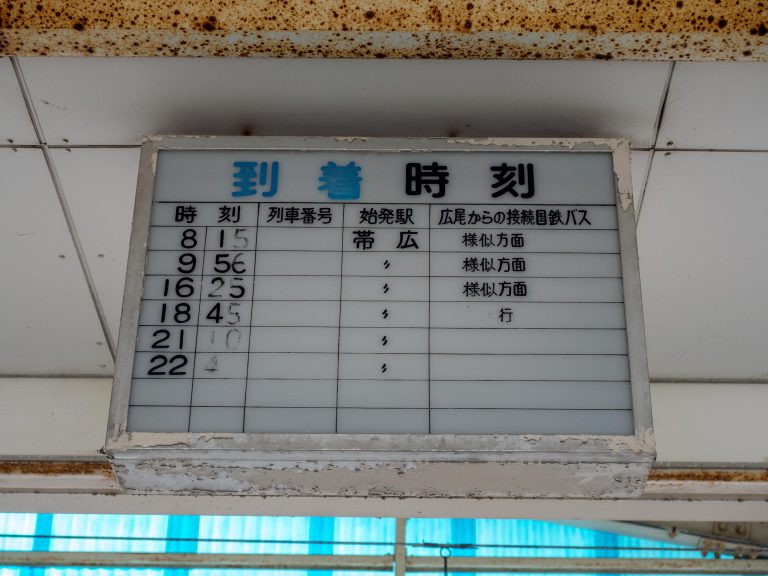 到着時刻
時刻 列車番号 始発駅 広尾からの接続国鉄バス
8 15 帯広 様似方面
9 56 〃 様似方面
16 25 〃 様似方面
18 45 〃 行
21 10 〃
22 〃